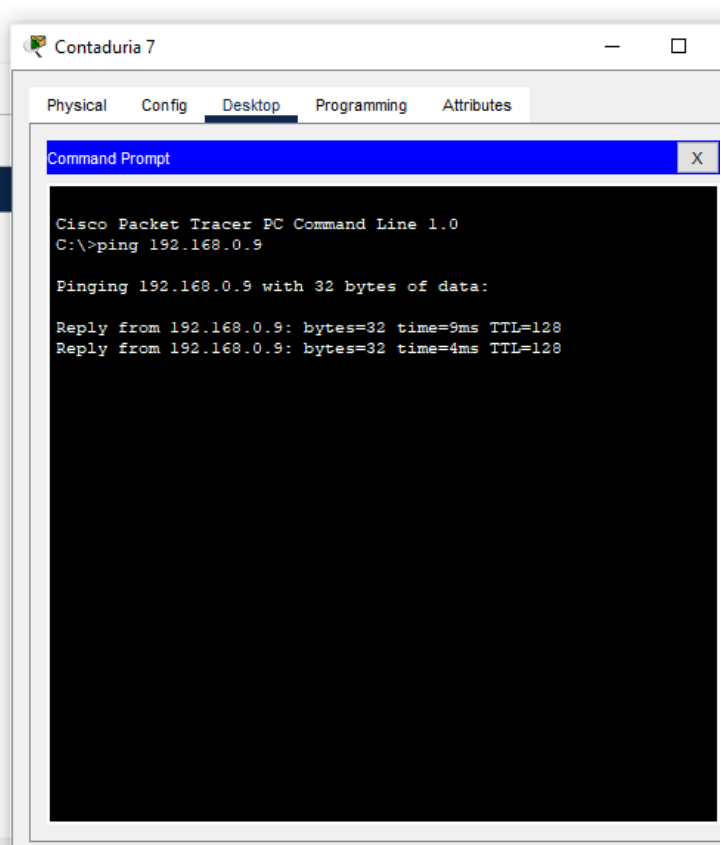 Contaduria 7
Physical Config Desktop Programming Attributes
Command Prompt
X
Cisco Packet Tracer PC Command Line 1.0
C:\>ping 192.168.0.9
Pinging 192.168.0.9 with 32 bytes of data:
Reply from 192.168.0.9: bytes=32 time=9ms TTL=128
Reply from 192.168.0.9: bytes=32 time=4ms TTL=128